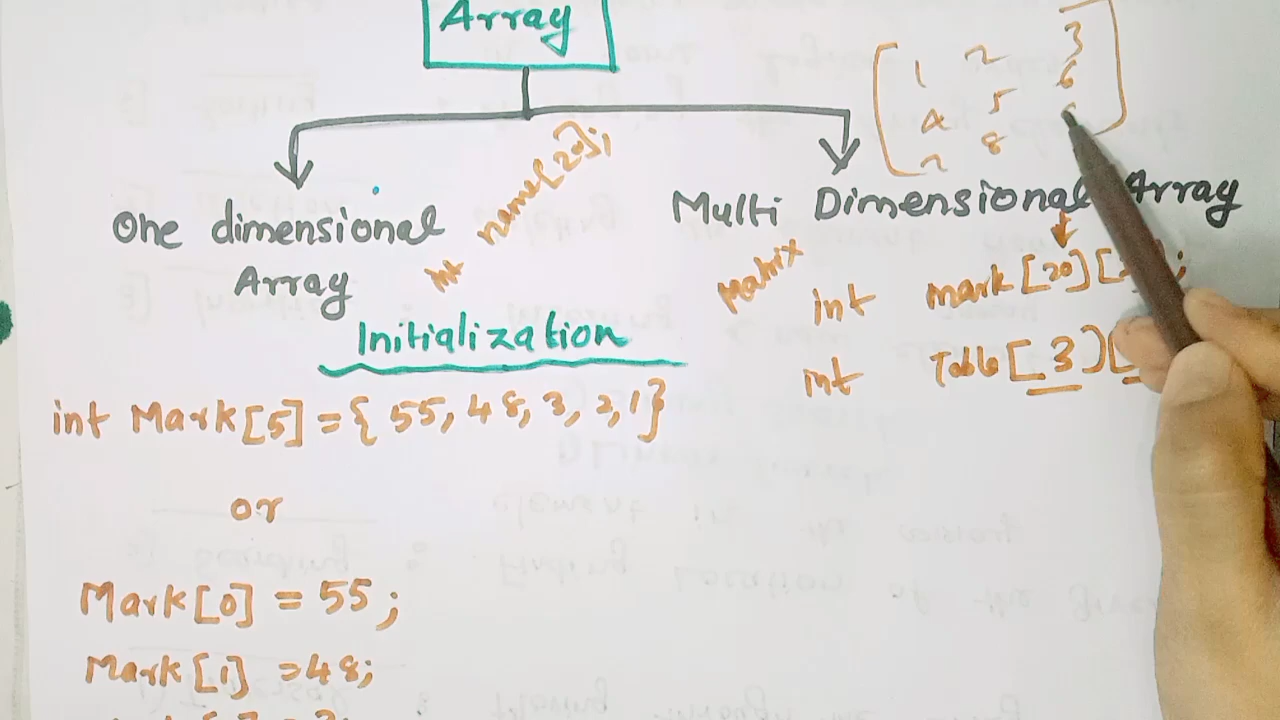 Array
1 2 3
4 5 6
7 8
One dimensional
Array
int name[20];
Multi Dimensional Array
Matrix
int mark[20][
int Table[3][
Initialization
int Mark[5] = { 55, 48, 3, 2, 1}
or
Mark[0] = 55;
Mark[1] = 48;